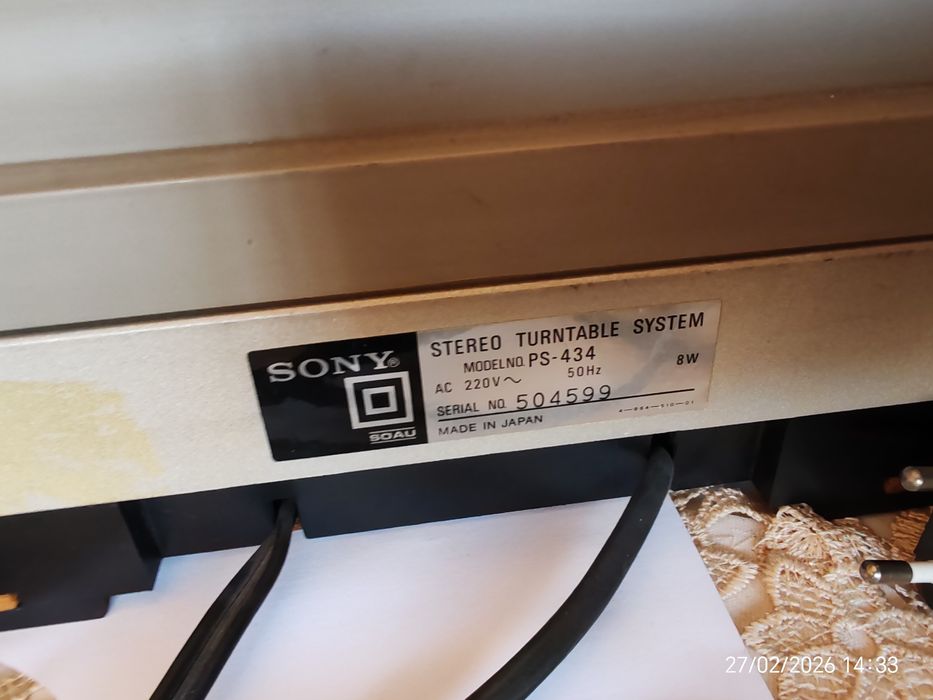 SONY®
SOAU
STEREO TURNTABLE SYSTEM
MODEL NO. PS-434
AC 220V～ 50Hz 8W
SERIAL NO. 504599
MADE IN JAPAN
27/02/2026 14:33